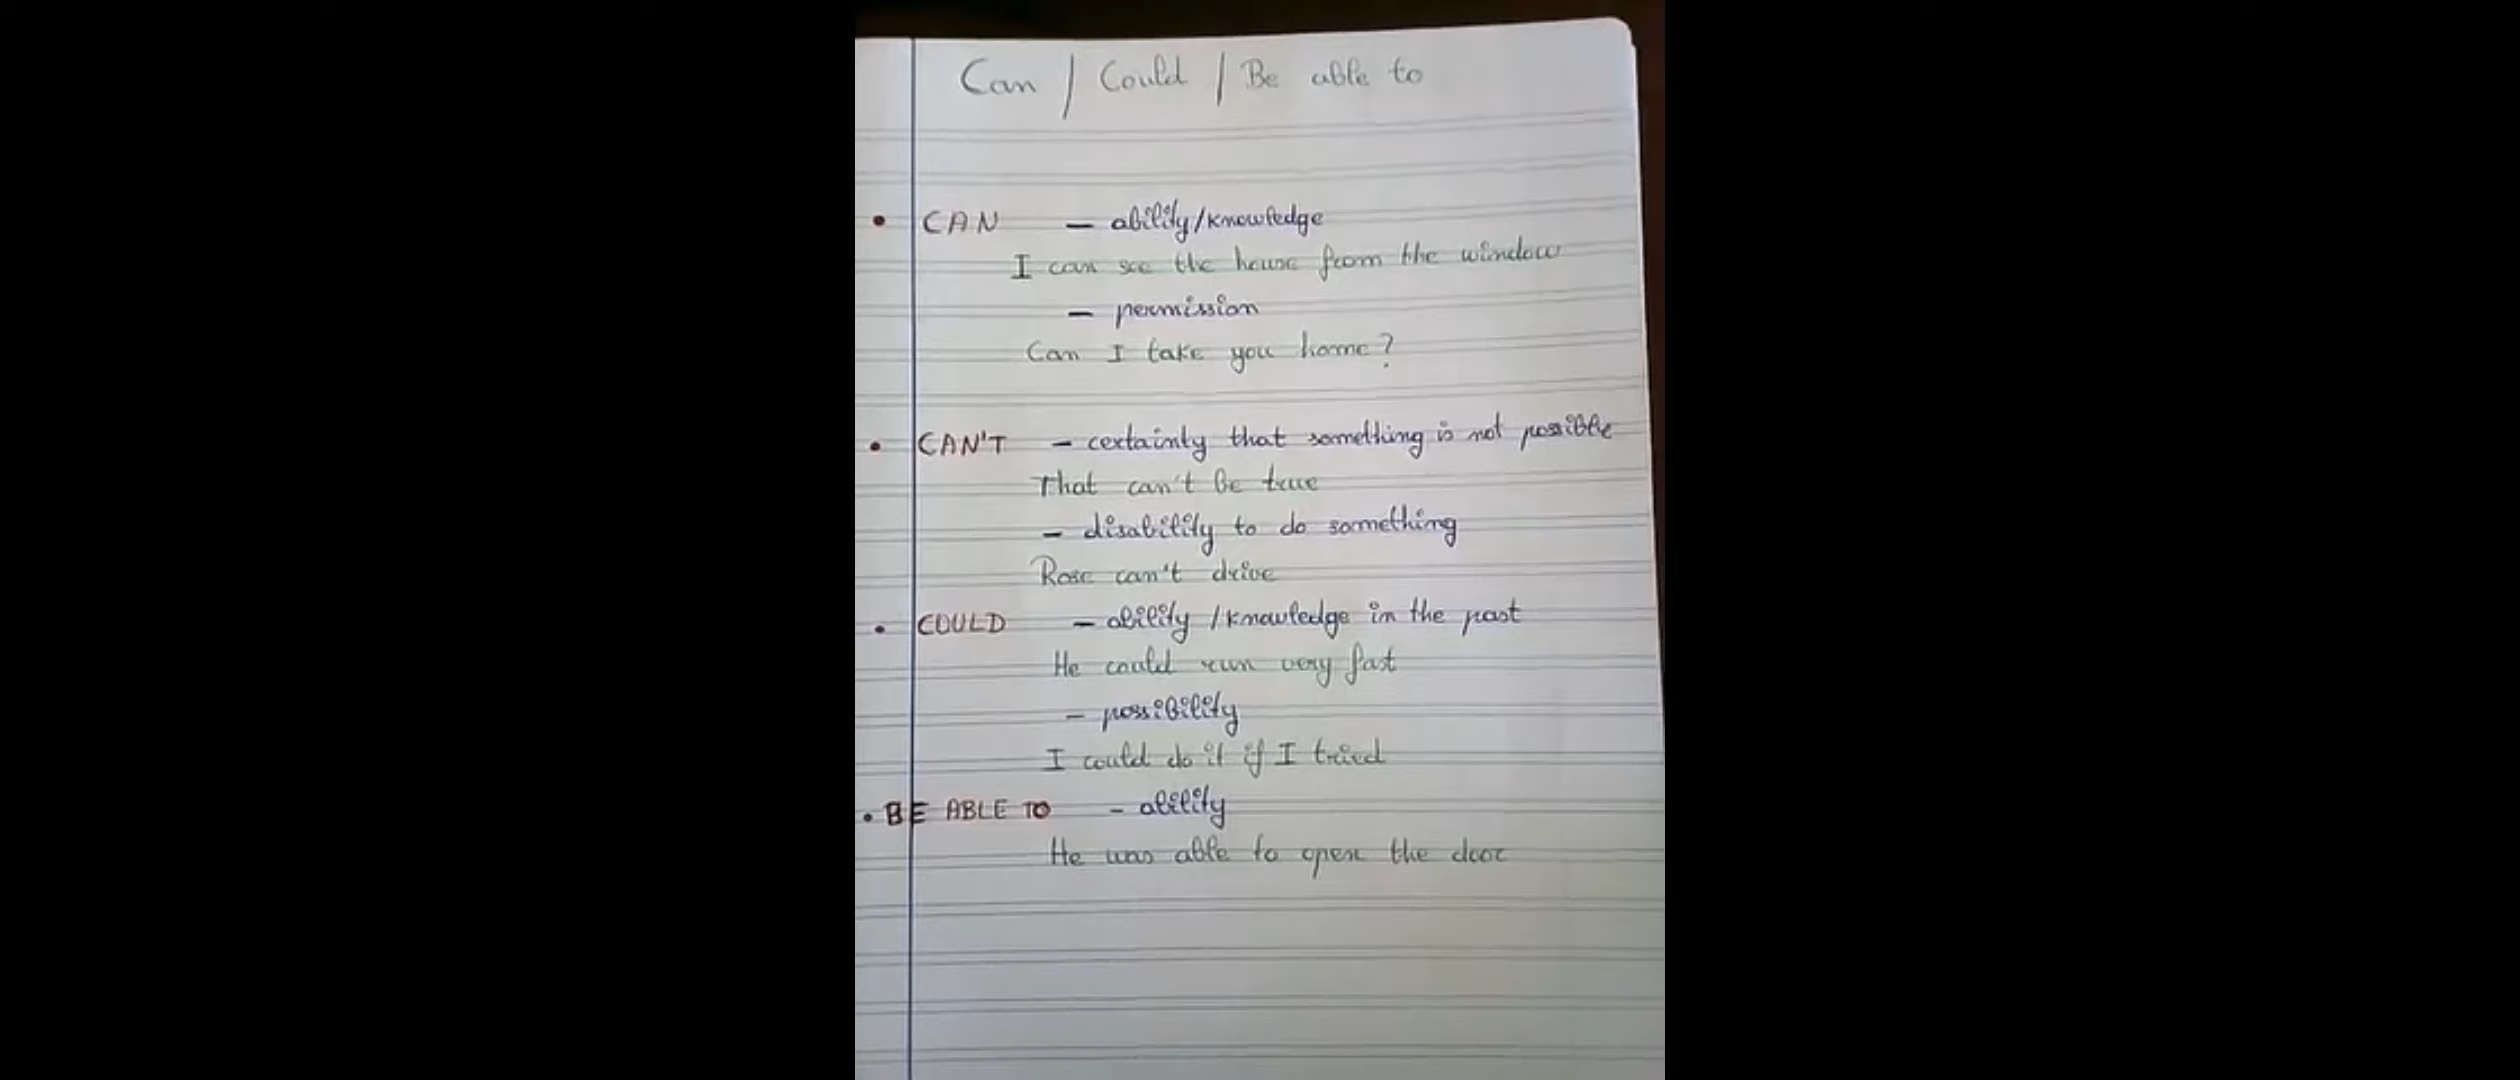 Can / Could / Be able to
• CAN – ability/knowledge
I can see the house from the window
– permission
Can I take you home?
• CAN'T – certainty that something is not possible
That can't be true
– disability to do something
Rose can't drive
• COULD – ability/knowledge in the past
He could run very fast
– possibility
I could do it if I tried
• BE ABLE TO – ability
He was able to open the door